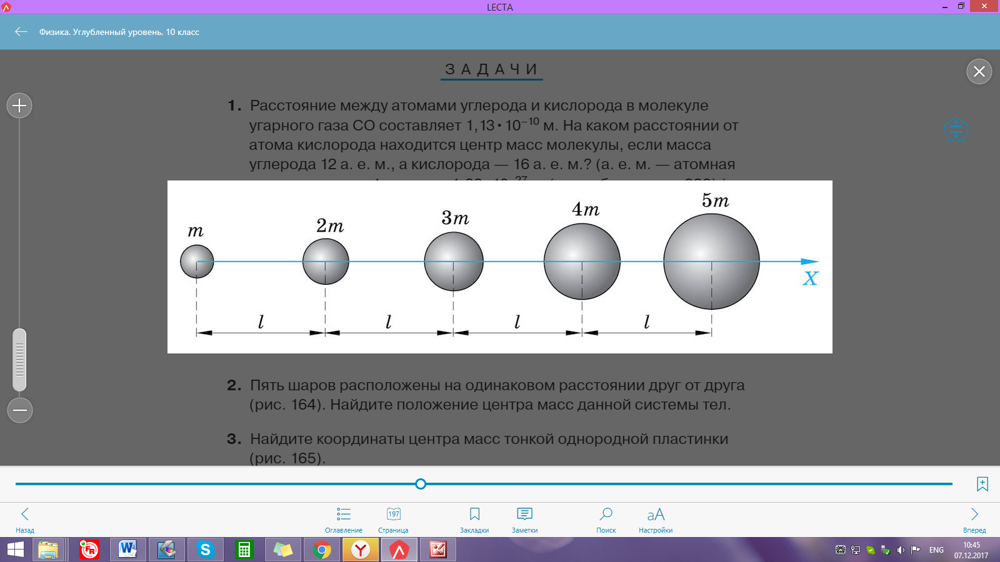 LECTA
Физика. Углубленный уровень. 10 класс
ЗАДАЧИ
1. Расстояние между атомами углерода и кислорода в молекуле
угарного газа CO составляет 1,13 • 10⁻¹⁰ м. На каком расстоянии от
атома кислорода находится центр масс молекулы, если масса
углерода 12 а. е. м., а кислорода — 16 а. е. м.? (а. е. м. — атомная
m 2m 3m 4m 5m
X
l l l l
2. Пять шаров расположены на одинаковом расстоянии друг от друга
(рис. 164). Найдите положение центра масс данной системы тел.
3. Найдите координаты центра масс тонкой однородной пластинки
(рис. 165).
197 aA
Назад Оглавление Страница Закладки Заметки Поиск Настройки Вперед
ENG
10:45
07.12.2017